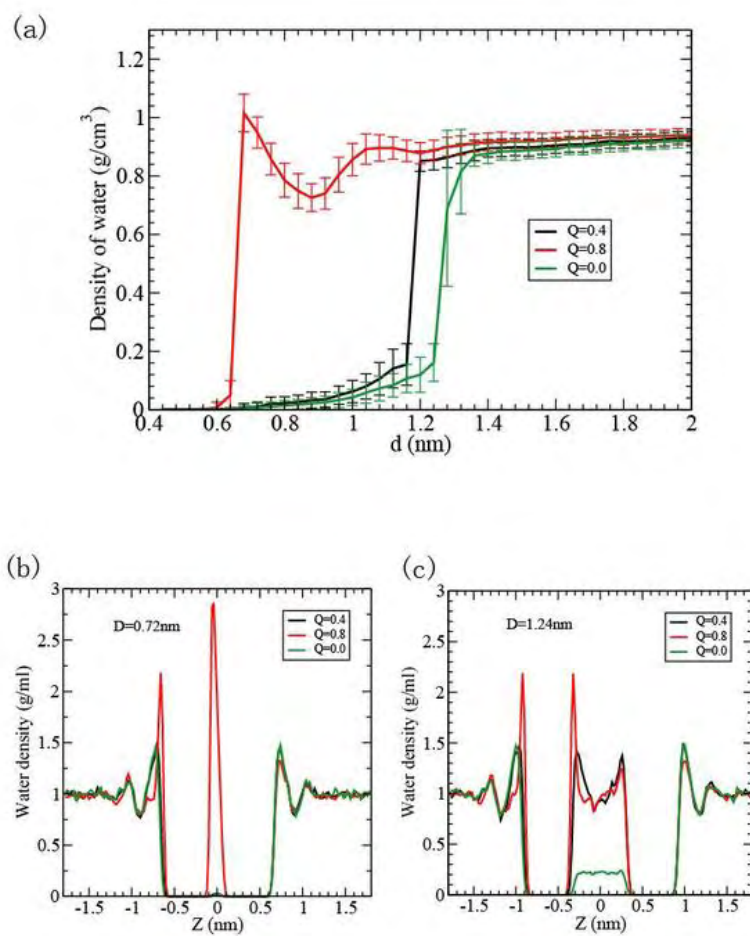 (a)
Density of water (g/cm³)
1.2
1
0.8
0.6
0.4
0.2
0
0.4 0.6 0.8 1 1.2 1.4 1.6 1.8 2
d (nm)
Q=0.4
Q=0.8
Q=0.0
(b)
Water density (g/ml)
3
2.5
2
1.5
1
0.5
0
D=0.72nm
Q=0.4
Q=0.8
Q=0.0
-1.5 -1 -0.5 0 0.5 1 1.5
Z (nm)
(c)
Water density (g/ml)
3
2.5
2
1.5
1
0.5
0
D=1.24nm
Q=0.4
Q=0.8
Q=0.0
-1.5 -1 -0.5 0 0.5 1 1.5
Z (nm)